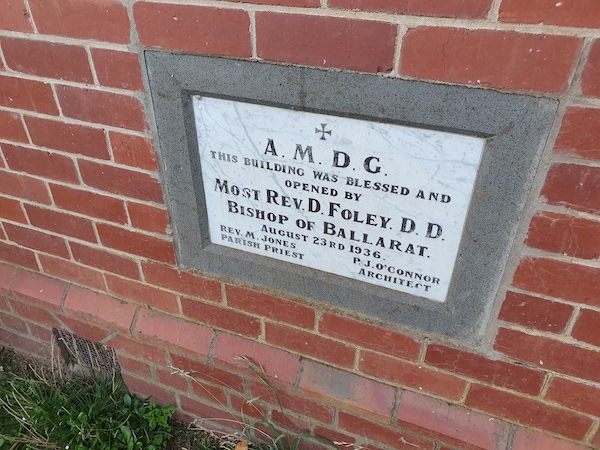 A. M. D. G.
THIS BUILDING WAS BLESSED AND
OPENED BY
MOST REV. D. FOLEY. D. D.
BISHOP OF BALLARAT.
AUGUST 23RD 1936.
REV. M. JONES
PARISH PRIEST
P. J. O'CONNOR
ARCHITECT